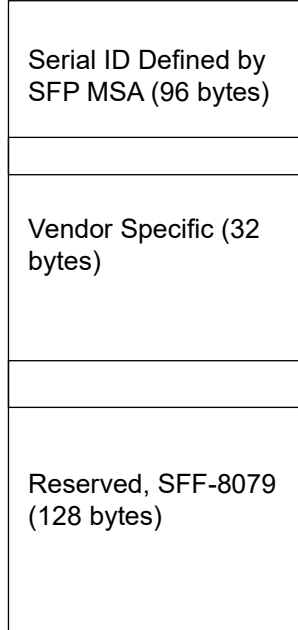 Serial ID Defined by
SFP MSA (96 bytes)
Vendor Specific (32
bytes)
Reserved, SFF-8079
(128 bytes)